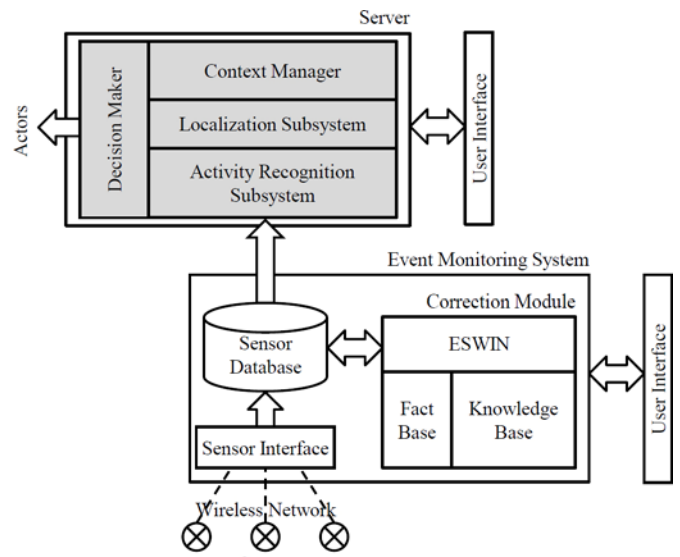 Server
Context Manager
Decision Maker
Localization Subsystem
Activity Recognition
Subsystem
Actors
User Interface
Event Monitoring System
Correction Module
Sensor
Database
ESWIN
Fact
Base
Knowledge
Base
User Interface
Sensor Interface
Wireless Network